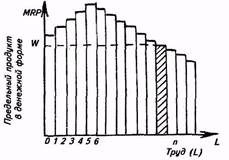 Предельный продукт
в денежной форме
MRP
W
0 1 2 3 4 5 6
n
L
Труд (L)